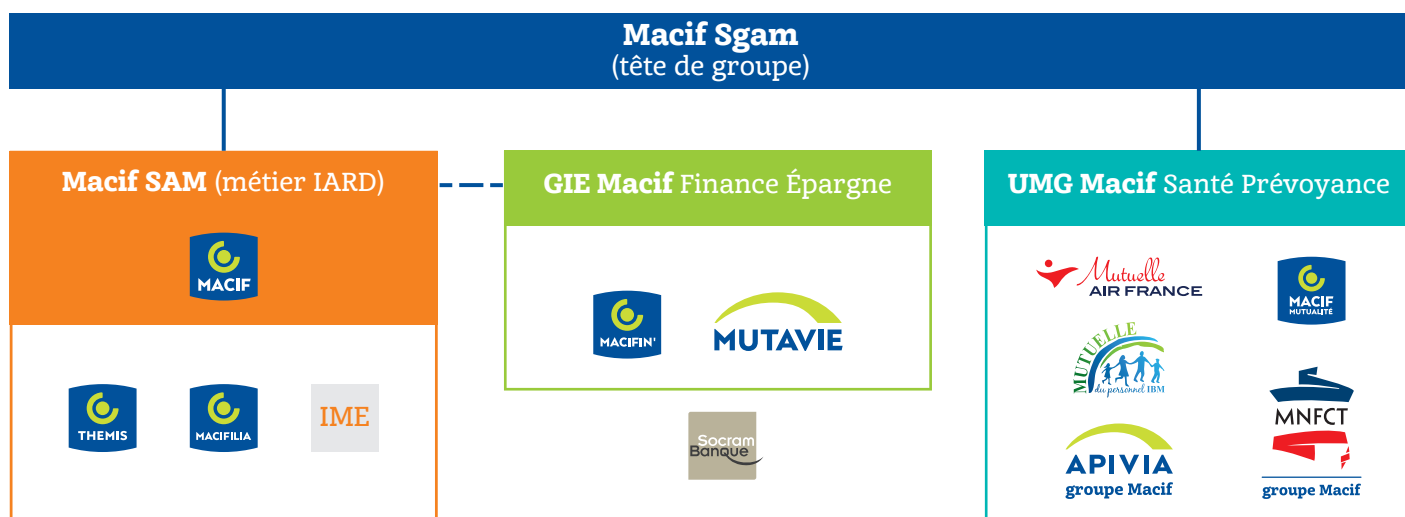 Macif Sgam
(tête de groupe)
Macif SAM (métier IARD)
MACIF
THEMIS
MACIFILIA
IME
GIE Macif Finance Épargne
MACIFIN'
MUTAVIE
Socram
Banque
UMG Macif Santé Prévoyance
Mutuelle
AIR FRANCE
MACIF
MUTUALITÉ
MUTUELLE
du personnel IBM
MNFCT
groupe Macif
APIVIA
groupe Macif